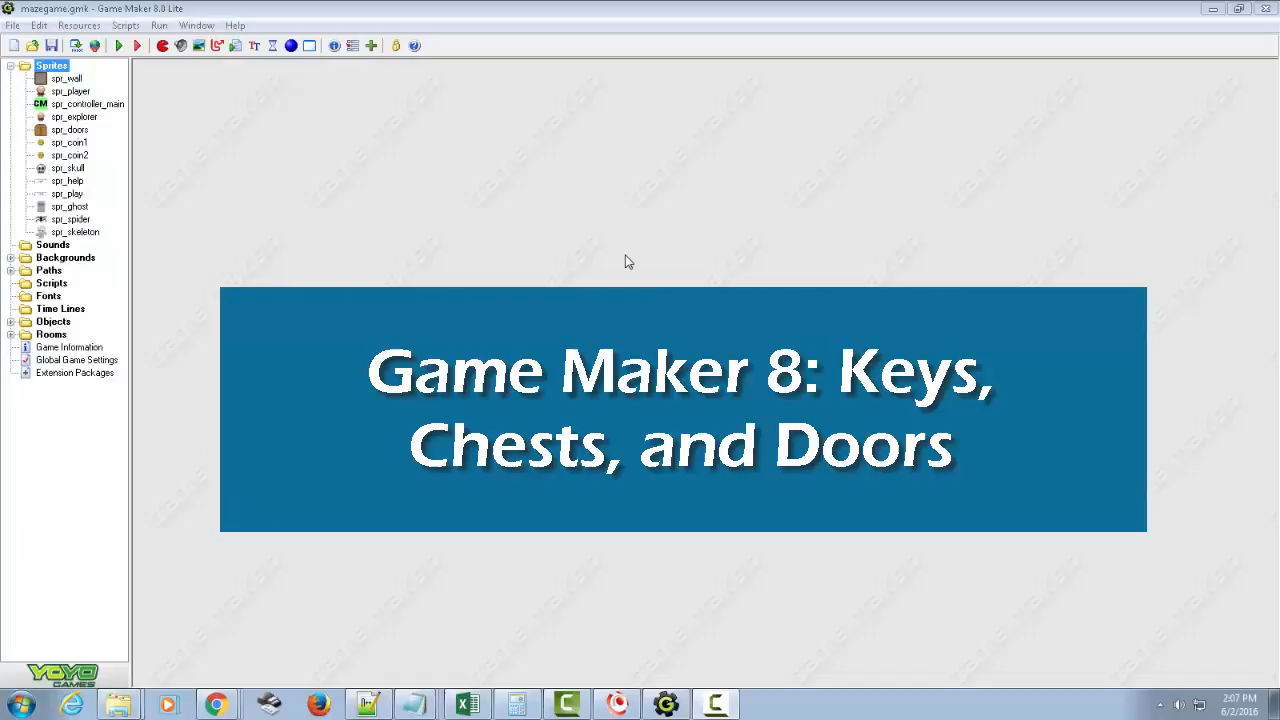 mazegame.gmk - Game Maker 8.0 Lite
File Edit Resources Scripts Run Window Help
Sprites
spr_wall
spr_player
CM spr_controller_main
spr_explorer
spr_doors
spr_coin1
spr_coin2
spr_skull
spr_help
spr_play
spr_ghost
spr_spider
spr_skeleton
Sounds
Backgrounds
Paths
Scripts
Fonts
Time Lines
Objects
Rooms
Game Information
Global Game Settings
Extension Packages
Game Maker 8: Keys,
Chests, and Doors
YOYO
GAMES
2:07 PM
6/2/2016